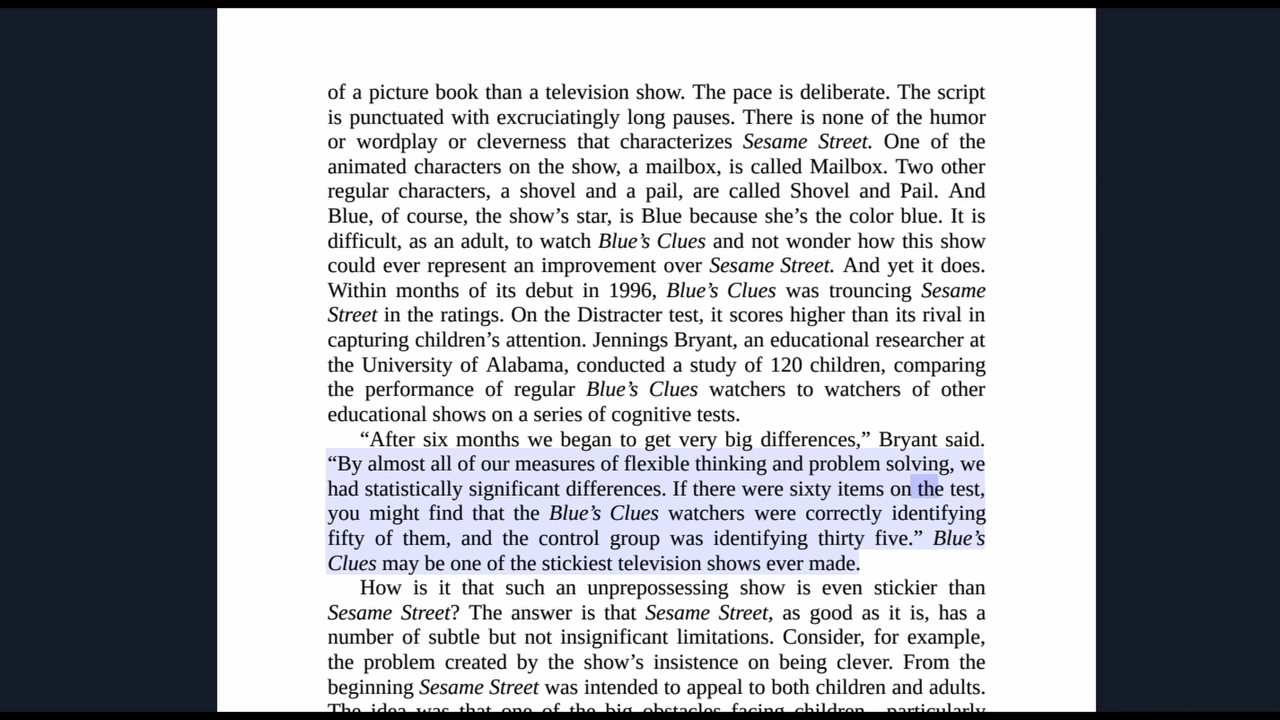 of a picture book than a television show. The pace is deliberate. The script
is punctuated with excruciatingly long pauses. There is none of the humor
or wordplay or cleverness that characterizes Sesame Street. One of the
animated characters on the show, a mailbox, is called Mailbox. Two other
regular characters, a shovel and a pail, are called Shovel and Pail. And
Blue, of course, the show’s star, is Blue because she’s the color blue. It is
difficult, as an adult, to watch Blue’s Clues and not wonder how this show
could ever represent an improvement over Sesame Street. And yet it does.
Within months of its debut in 1996, Blue’s Clues was trouncing Sesame
Street in the ratings. On the Distracter test, it scores higher than its rival in
capturing children’s attention. Jennings Bryant, an educational researcher at
the University of Alabama, conducted a study of 120 children, comparing
the performance of regular Blue’s Clues watchers to watchers of other
educational shows on a series of cognitive tests.
“After six months we began to get very big differences,” Bryant said.
“By almost all of our measures of flexible thinking and problem solving, we
had statistically significant differences. If there were sixty items on the test,
you might find that the Blue’s Clues watchers were correctly identifying
fifty of them, and the control group was identifying thirty five.” Blue’s
Clues may be one of the stickiest television shows ever made.
How is it that such an unprepossessing show is even stickier than
Sesame Street? The answer is that Sesame Street, as good as it is, has a
number of subtle but not insignificant limitations. Consider, for example,
the problem created by the show’s insistence on being clever. From the
beginning Sesame Street was intended to appeal to both children and adults.
The idea was that one of the big obstacles facing children, particularly